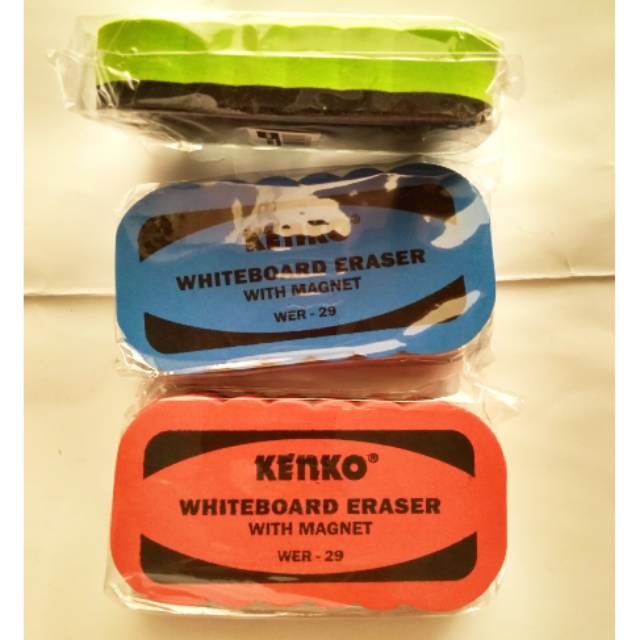 KENKO®
WHITEBOARD ERASER
WITH MAGNET
WER - 29
KENKO®
WHITEBOARD ERASER
WITH MAGNET
WER - 29